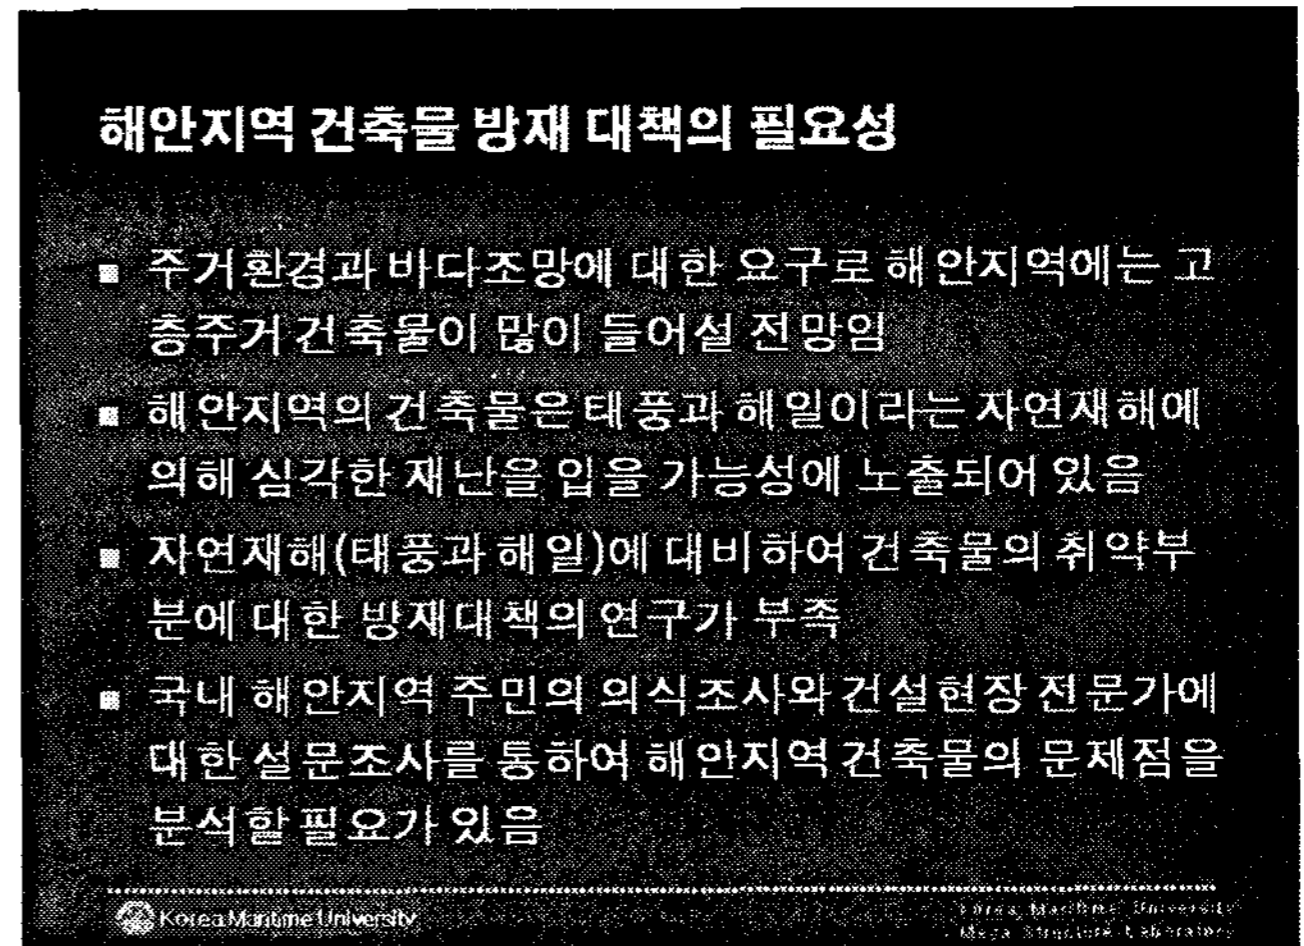 해안지역 건축물 방재 대책의 필요성
▪ 주거환경과 바다조망에 대한 요구로 해안지역에는 고
층주거 건축물이 많이 들어설 전망임
▪ 해안지역의 건축물은 태풍과 해일이라는 자연재해에
의해 심각한 재난을 입을 가능성에 노출되어 있음
▪ 자연재해(태풍과 해일)에 대비하여 건축물의 취약부
분에 대한 방재대책의 연구가 부족
▪ 국내 해안지역 주민의 의식조사와 건설현장 전문가에
대한 설문조사를 통하여 해안지역 건축물의 문제점을
분석할 필요가 있음
Korea Maritime University
Korea Maritime University
Mega Structure Laboratory